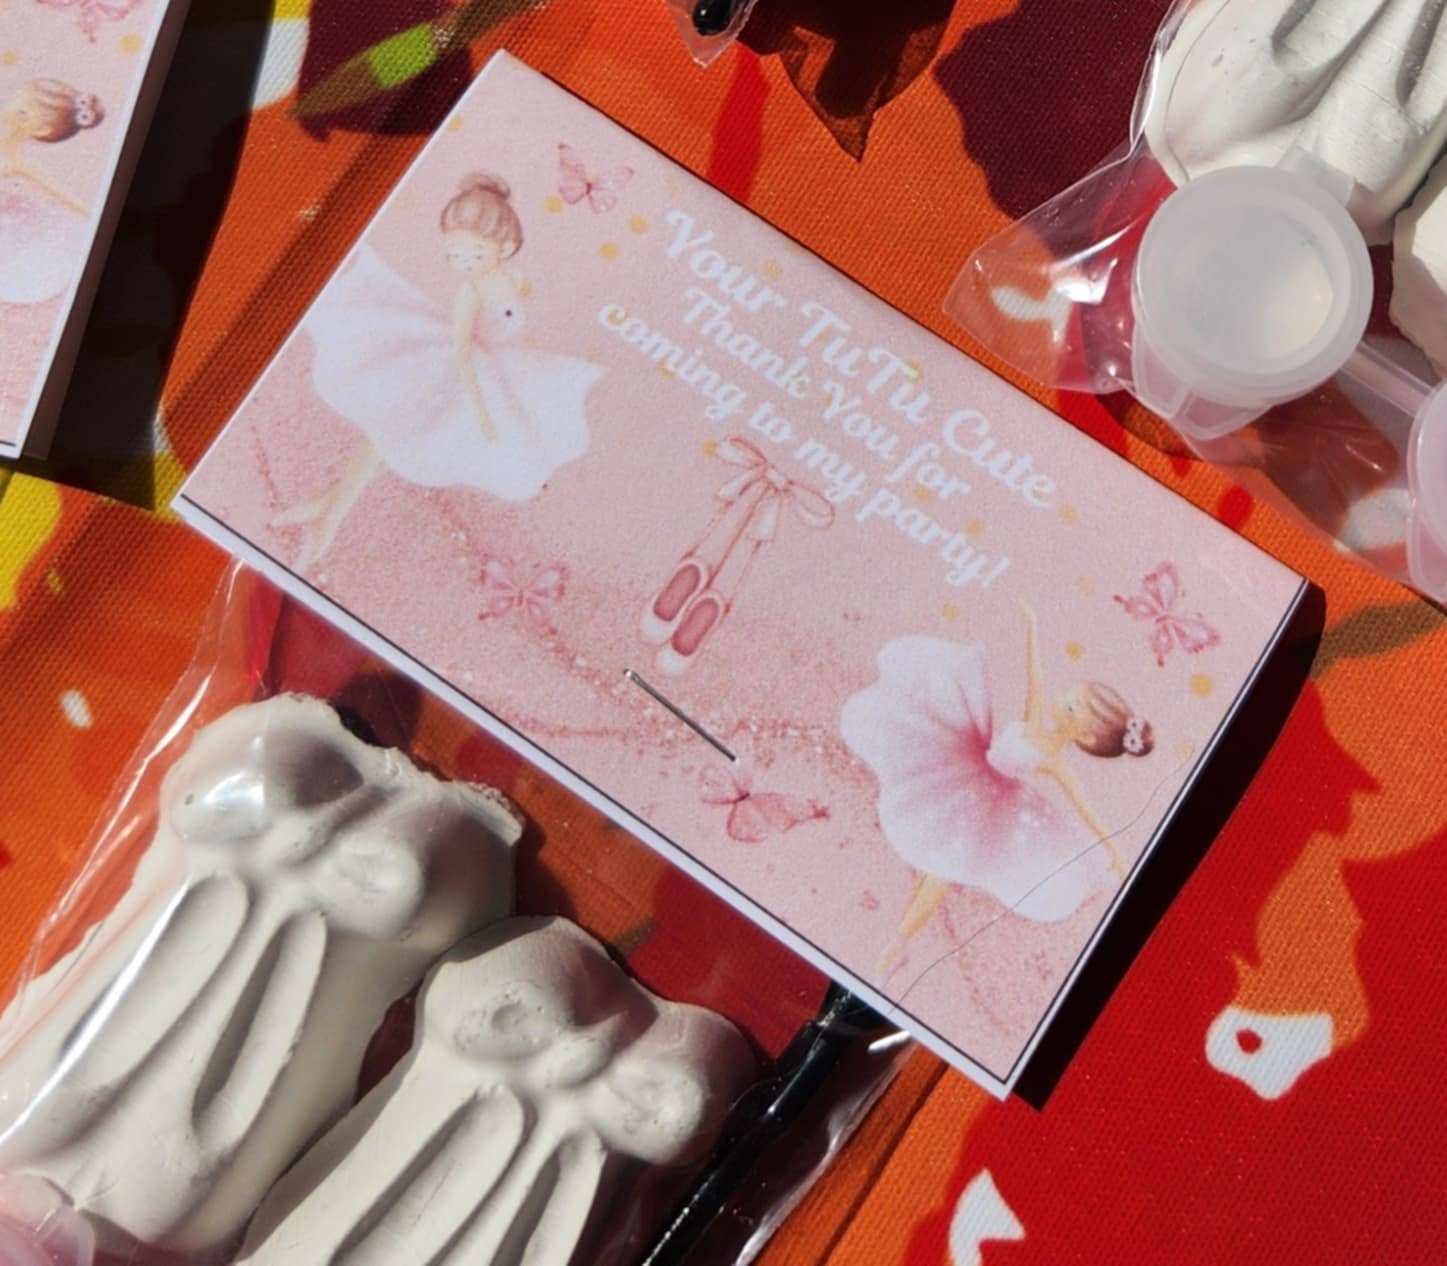 Your TuTu Cute
Thank You for
coming to my party!